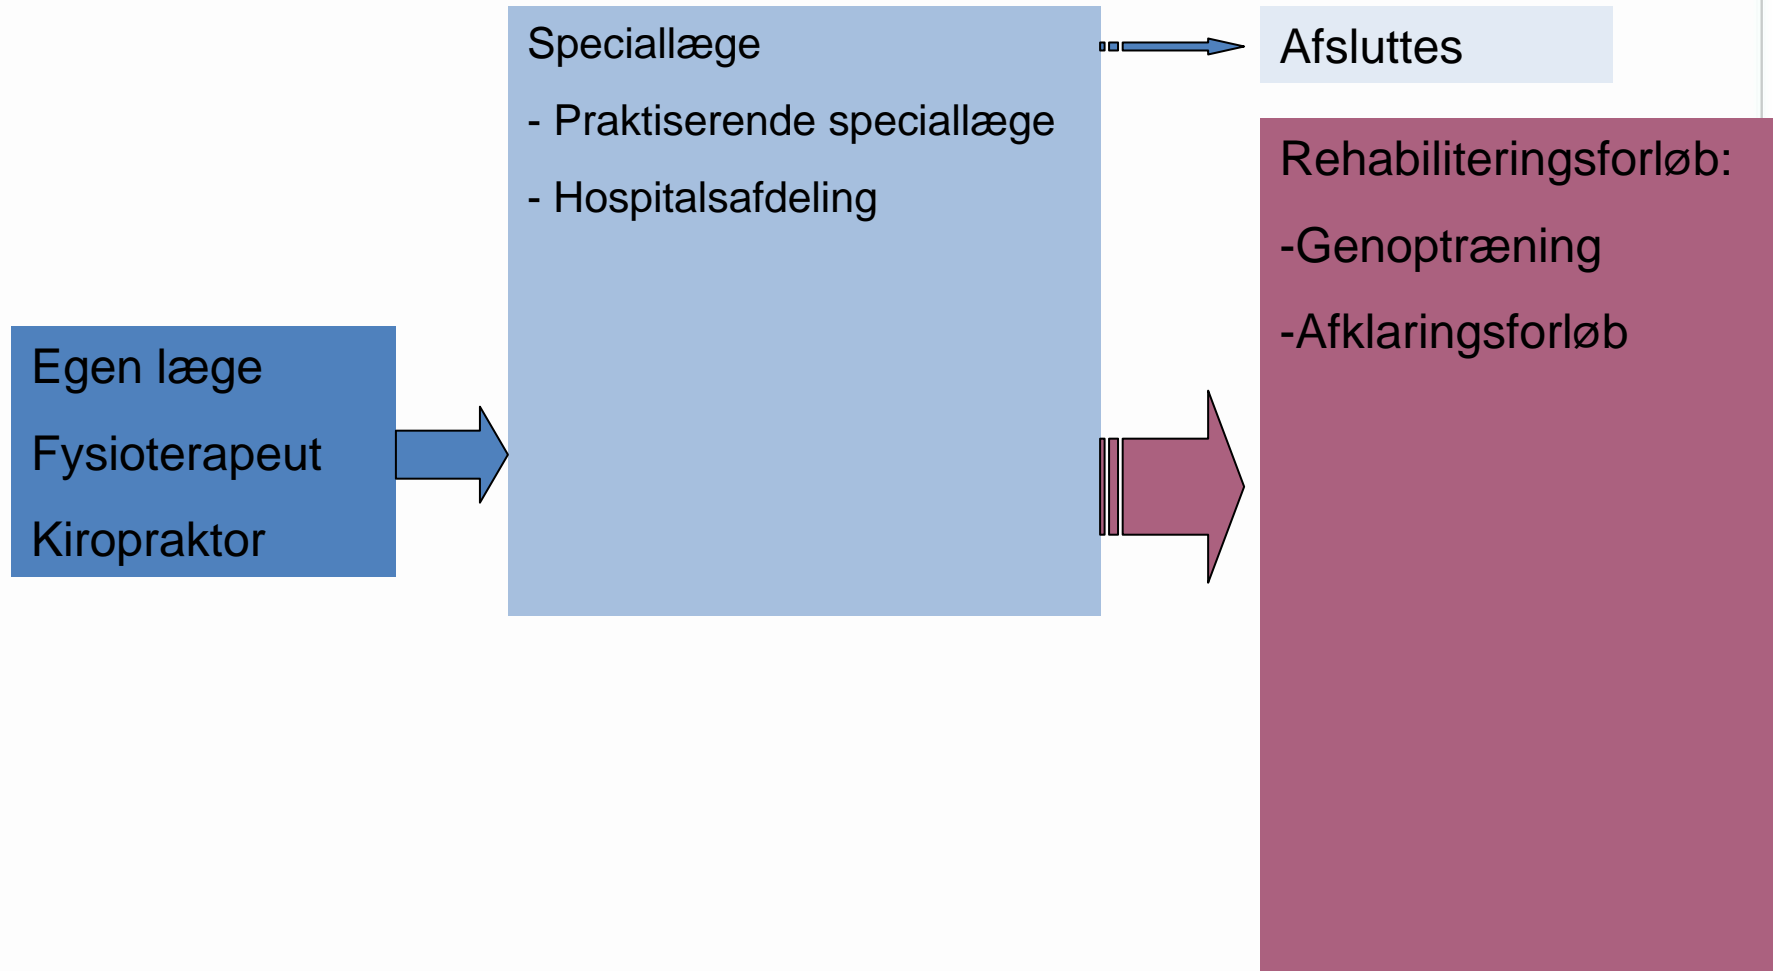 Egen læge
Fysioterapeut
Kiropraktor
Speciallæge
- Praktiserende speciallæge
- Hospitalsafdeling
Afsluttes
Rehabiliteringsforløb:
-Genoptræning
-Afklaringsforløb